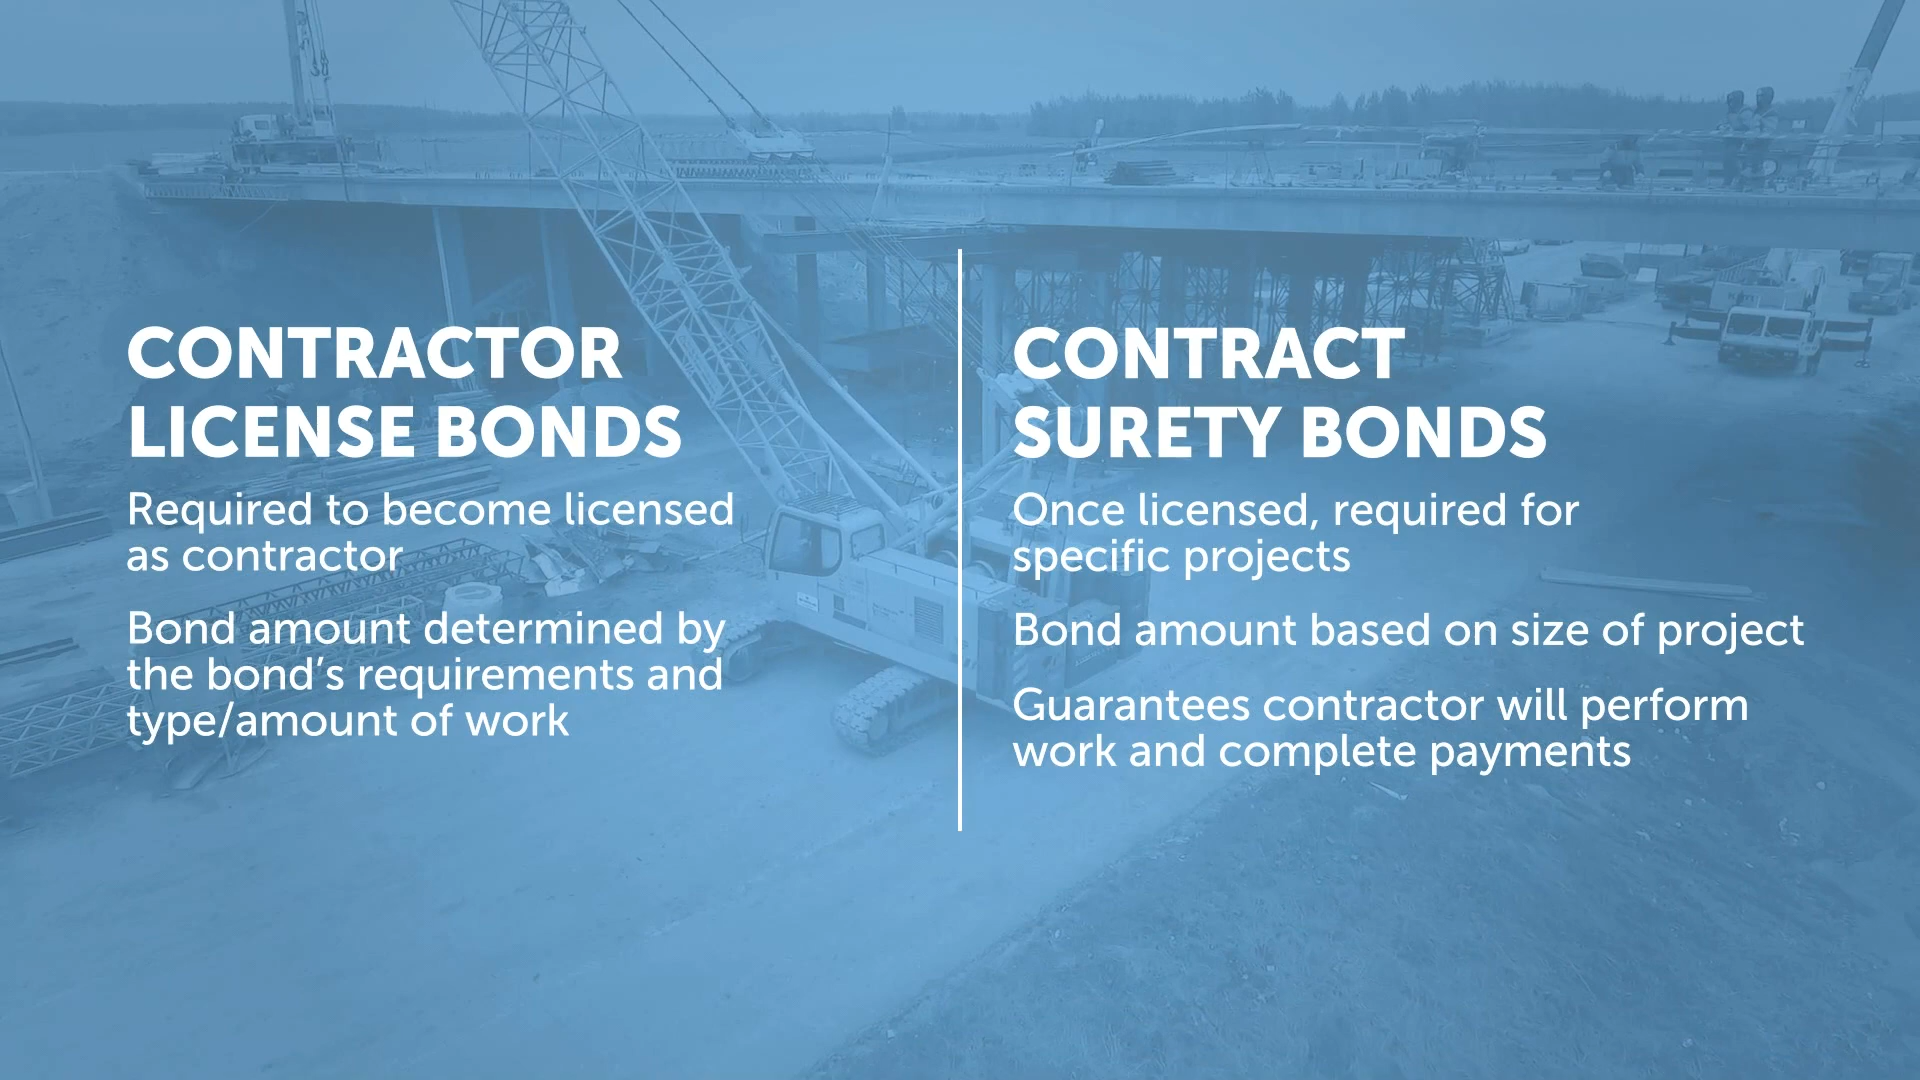 CONTRACTOR
LICENSE BONDS
Required to become licensed
as contractor
Bond amount determined by
the bond’s requirements and
type/amount of work
CONTRACT
SURETY BONDS
Once licensed, required for
specific projects
Bond amount based on size of project
Guarantees contractor will perform
work and complete payments